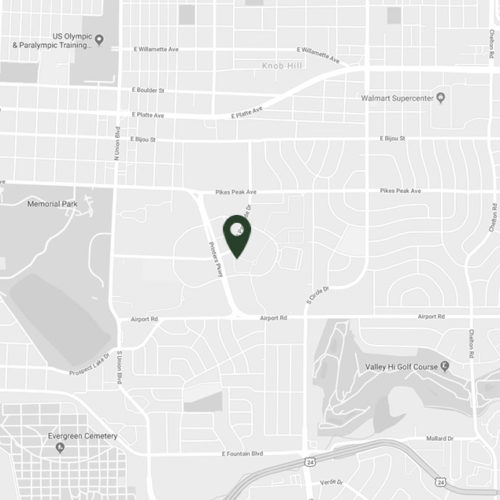 US Olympic
& Paralympic Training...
E Willamette Ave
E Willamette Ave
Chelton Rd
Knob Hill
E Boulder St
Walmart Supercenter
E Platte Ave
E Platte Ave
N Union Blvd
E Bijou St
E Bijou St
Pikes Peak Ave
Pikes Peak Ave
Memorial Park
Chelton Rd
Printers Pkwy
S Circle Dr
Airport Rd
Airport Rd
Airport Rd
Chelton Rd
Prospect Lake Dr
S Union Blvd
Valley Hi Golf Course
Evergreen Cemetery
Mallard Dr
E Fountain Blvd
24
24
Verde Dr